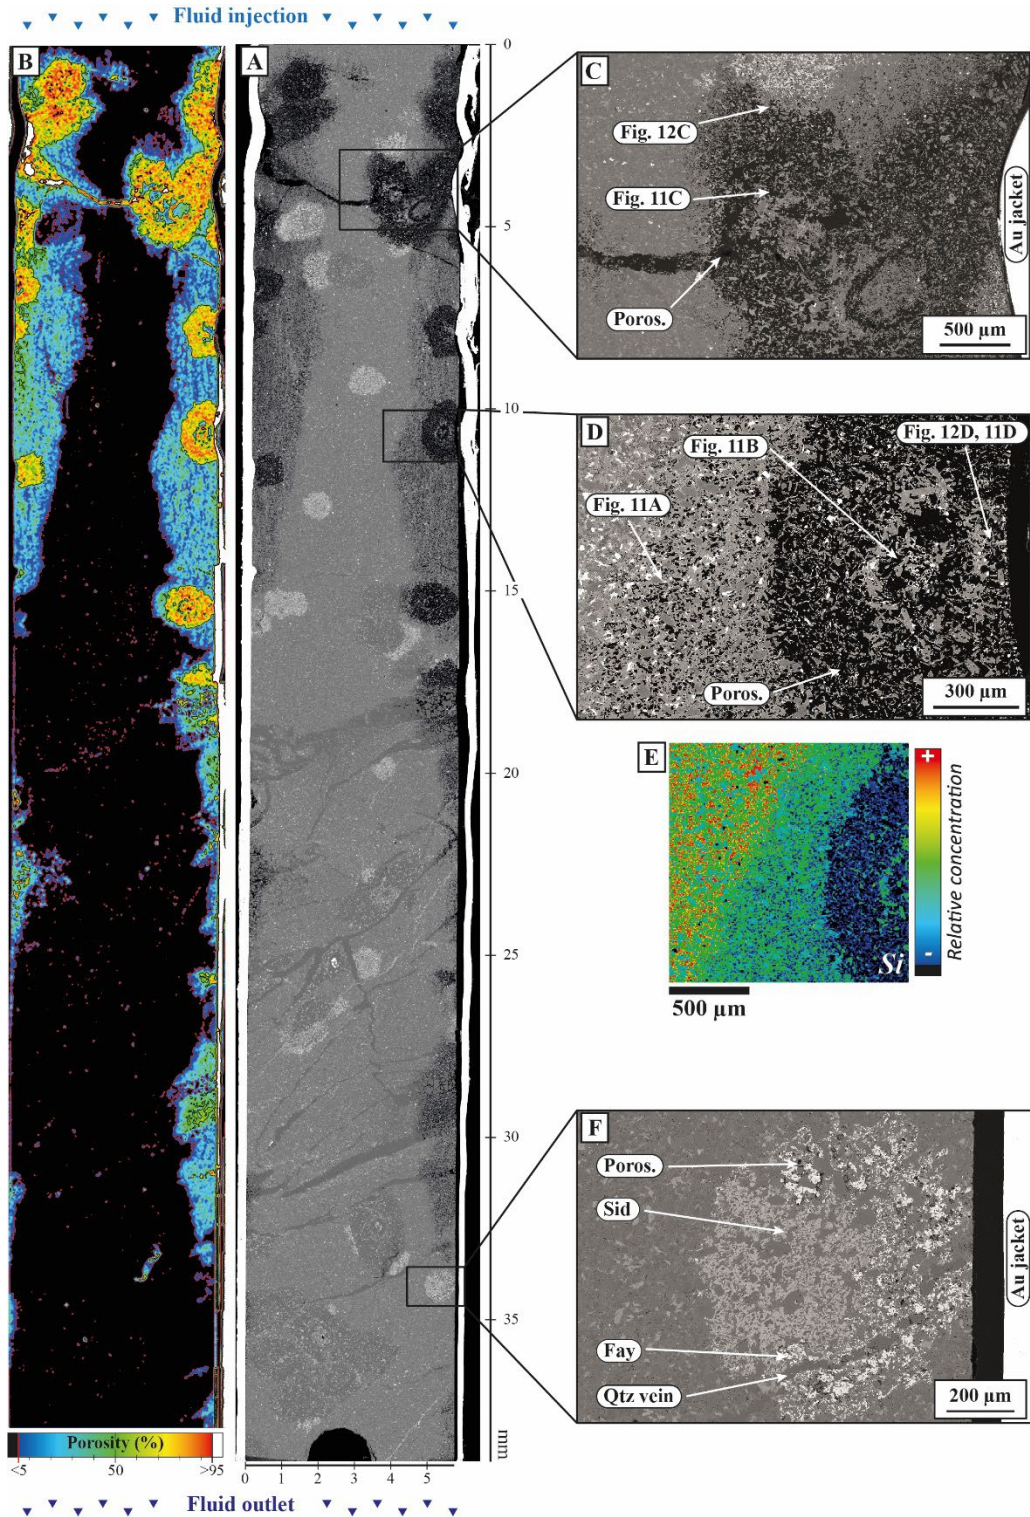 Fluid injection
B
A
0
5
10
15
20
25
30
35
mm
0 1 2 3 4 5
Porosity (%)
<5 50 >95
Fluid outlet
C
Fig. 12C
Fig. 11C
Poros.
Au jacket
500 µm
D
Fig. 11B
Fig. 12D, 11D
Fig. 11A
Poros.
300 µm
E
+
-
Relative concentration
Si
500 µm
F
Poros.
Sid
Fay
Qtz vein
Au jacket
200 µm